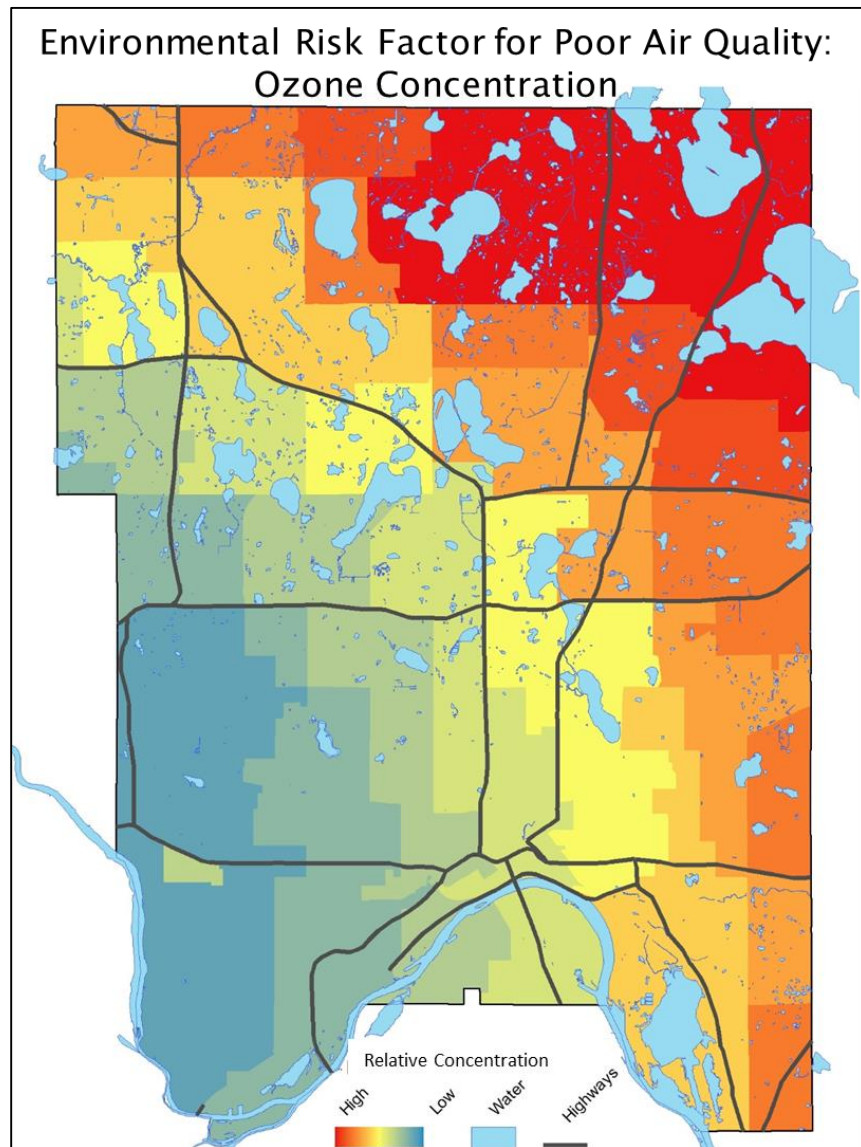 Environmental Risk Factor for Poor Air Quality:
Ozone Concentration
Relative Concentration
High
Low
Water
Highways